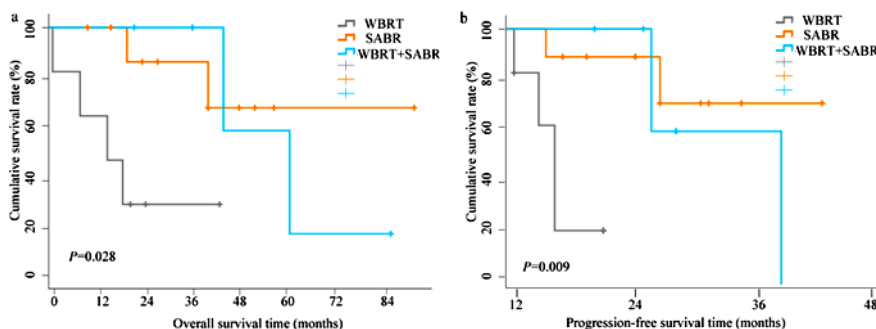 a
Cumulative survival rate (%)
100
80
60
40
20
0
WBRT
SABR
WBRT+SABR
P=0.028
0 12 24 36 48 60 72 84
Overall survival time (months)
b
Cumulative survival rate (%)
100
80
60
40
20
0
WBRT
SABR
WBRT+SABR
P=0.009
12 24 36 48
Progression-free survival time (months)